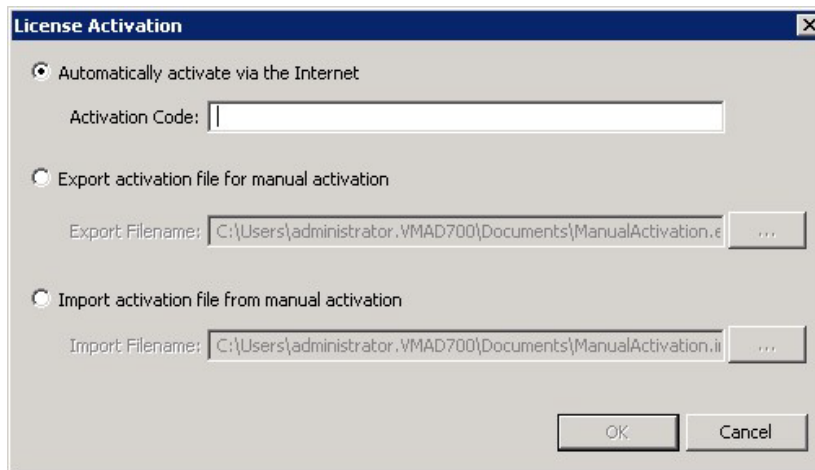 License Activation
Automatically activate via the Internet
Activation Code:
Export activation file for manual activation
Export Filename: C:\Users\administrator.VMAD700\Documents\ManualActivation.e ...
Import activation file from manual activation
Import Filename: C:\Users\administrator.VMAD700\Documents\ManualActivation.i ...
OK Cancel